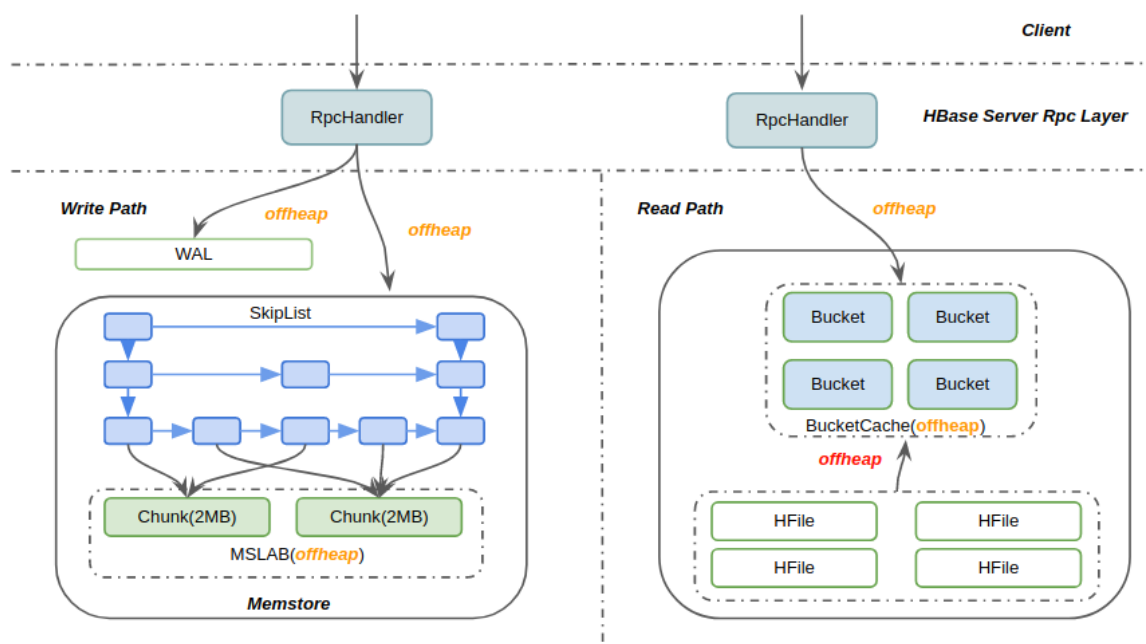 Client
RpcHandler
RpcHandler
HBase Server Rpc Layer
Write Path
offheap
offheap
WAL
SkipList
Chunk(2MB)
Chunk(2MB)
MSLAB(offheap)
Memstore
Read Path
offheap
Bucket
Bucket
Bucket
Bucket
BucketCache(offheap)
offheap
HFile
HFile
HFile
HFile